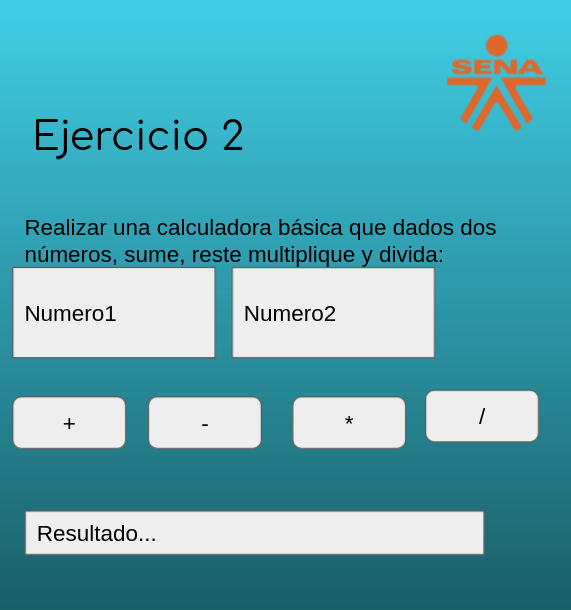 SENA
Ejercicio 2
Realizar una calculadora básica que dados dos
números, sume, reste multiplique y divida:
Numero1
Numero2
+
-
*
/
Resultado...